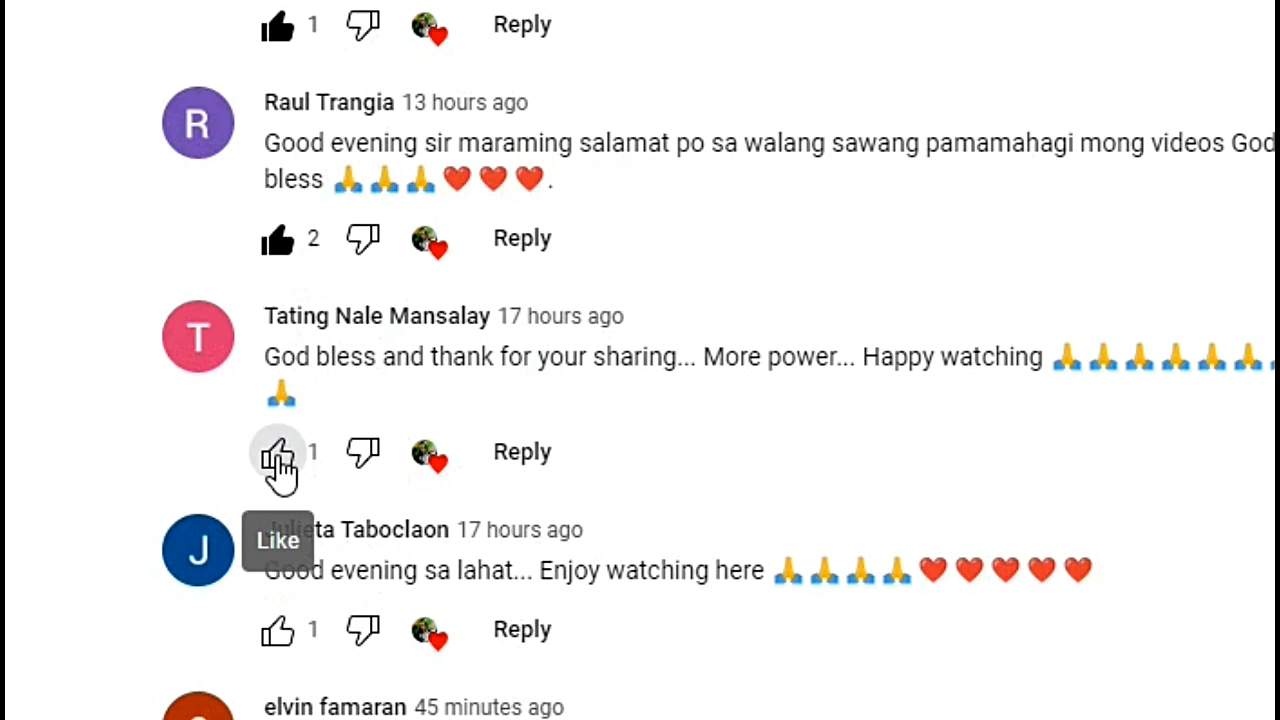 1 Reply
R
Raul Trangia 13 hours ago
Good evening sir maraming salamat po sa walang sawang pamamahagi mong videos God
bless 🙏🙏🙏❤️❤️❤️.
2 Reply
T
Tating Nale Mansalay 17 hours ago
God bless and thank for your sharing... More power... Happy watching 🙏🙏🙏🙏🙏🙏
🙏
1 Reply
J
Julieta Taboclaon 17 hours ago
Like
Good evening sa lahat... Enjoy watching here 🙏🙏🙏🙏❤️❤️❤️❤️❤️
1 Reply
elvin famaran 45 minutes ago